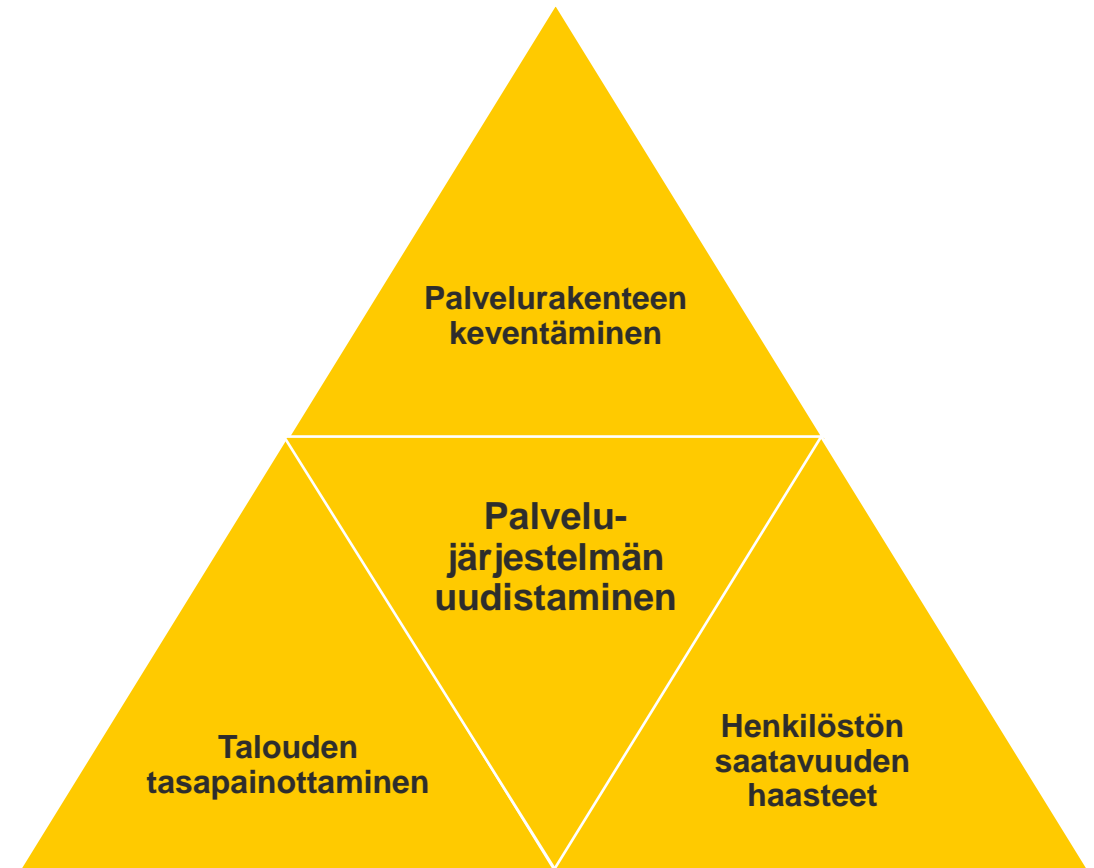 Palvelurakenteen
keventäminen
Palvelu-
järjestelmän
uudistaminen
Talouden
tasapainottaminen
Henkilöstön
saatavuuden
haasteet